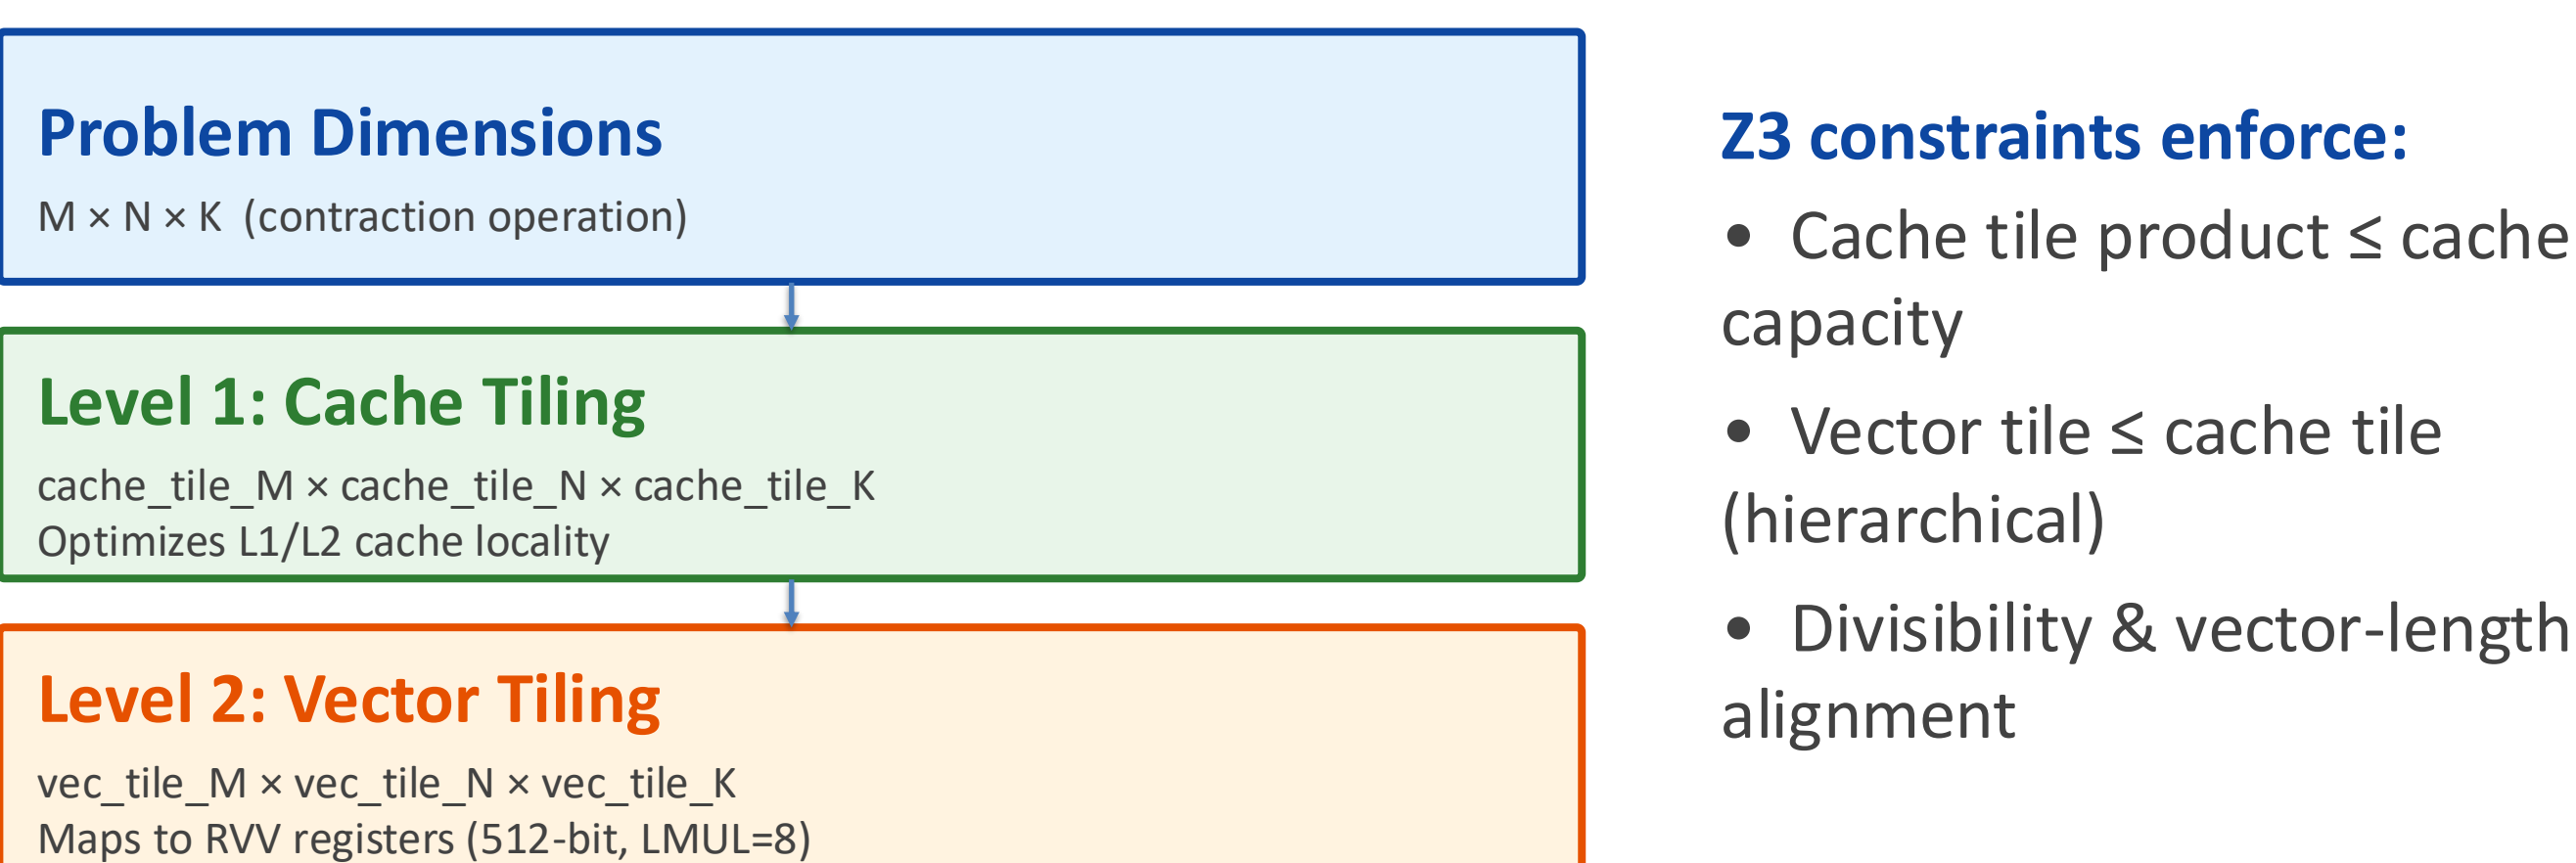 Problem Dimensions
M × N × K (contraction operation)
Level 1: Cache Tiling
cache_tile_M × cache_tile_N × cache_tile_K
Optimizes L1/L2 cache locality
Level 2: Vector Tiling
vec_tile_M × vec_tile_N × vec_tile_K
Maps to RVV registers (512-bit, LMUL=8)
Z3 constraints enforce:
• Cache tile product ≤ cache
capacity
• Vector tile ≤ cache tile
(hierarchical)
• Divisibility & vector-length
alignment